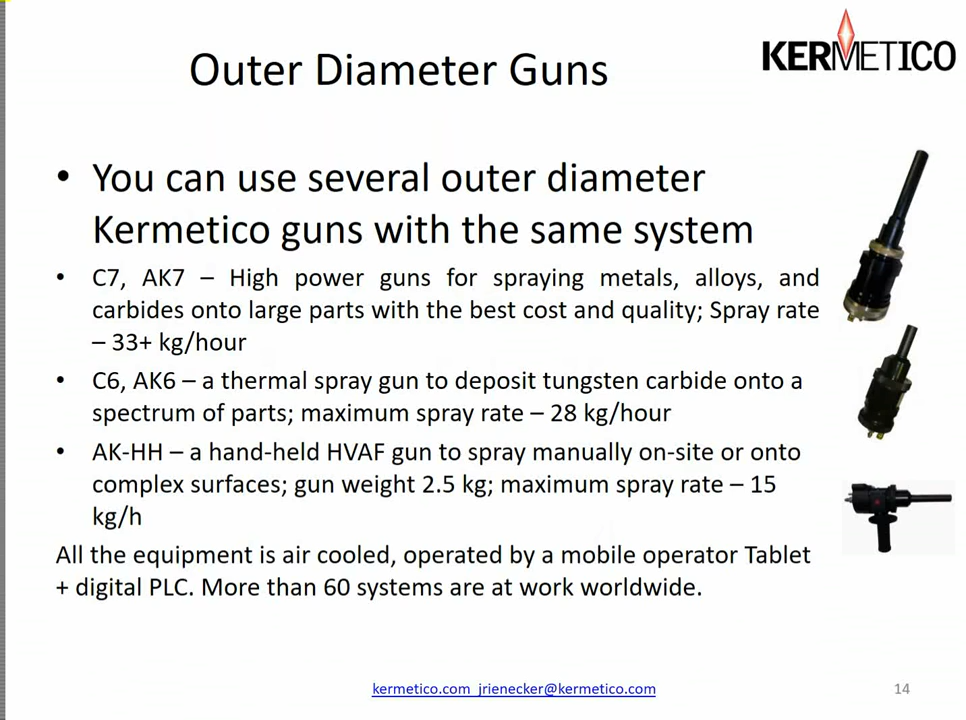 KERMETICO
Outer Diameter Guns
• You can use several outer diameter
Kermetico guns with the same system
• C7, AK7 – High power guns for spraying metals, alloys, and
carbides onto large parts with the best cost and quality; Spray rate
– 33+ kg/hour
• C6, AK6 – a thermal spray gun to deposit tungsten carbide onto a
spectrum of parts; maximum spray rate – 28 kg/hour
• AK-HH – a hand-held HVAF gun to spray manually on-site or onto
complex surfaces; gun weight 2.5 kg; maximum spray rate – 15
kg/h
All the equipment is air cooled, operated by a mobile operator Tablet
+ digital PLC. More than 60 systems are at work worldwide.
kermetico.com jrienecker@kermetico.com
14